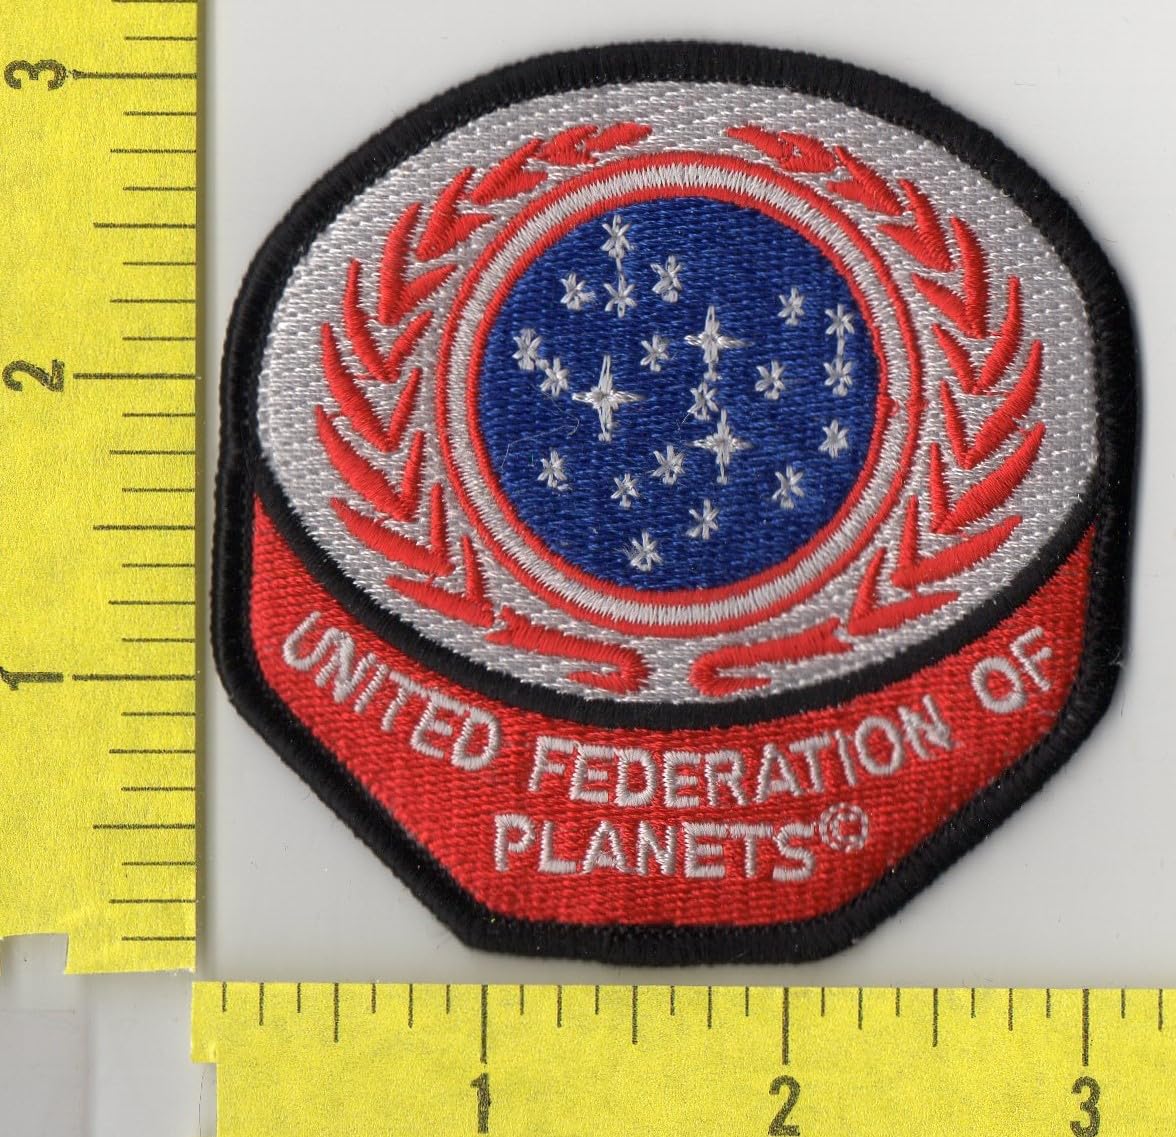 3
2
1
UNITED FEDERATION OF
PLANETS©
1 2 3